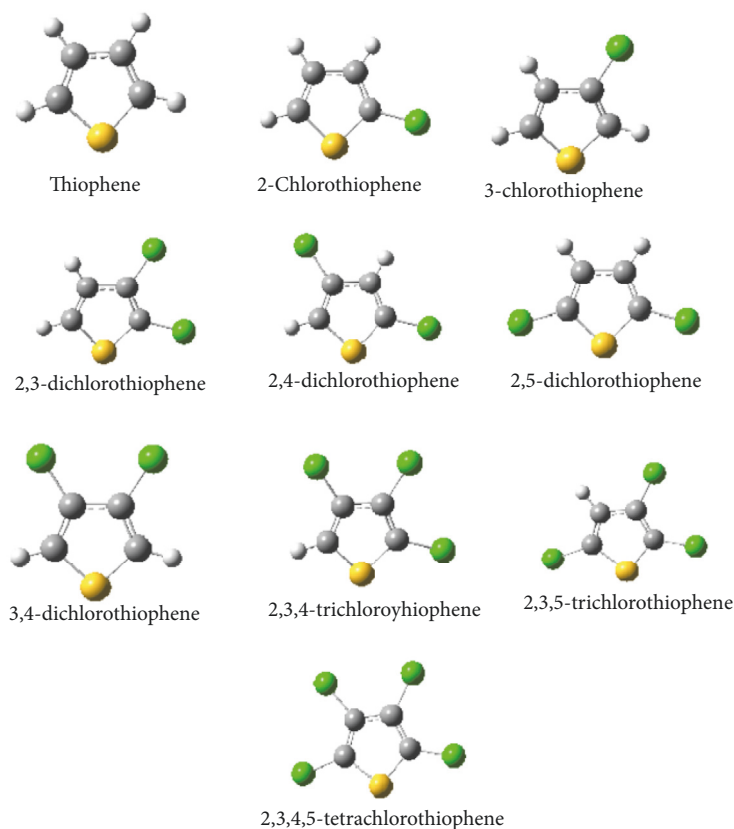 Thiophene
2-Chlorothiophene
3-chlorothiophene
2,3-dichlorothiophene
2,4-dichlorothiophene
2,5-dichlorothiophene
3,4-dichlorothiophene
2,3,4-trichloroyhiophene
2,3,5-trichlorothiophene
2,3,4,5-tetrachlorothiophene